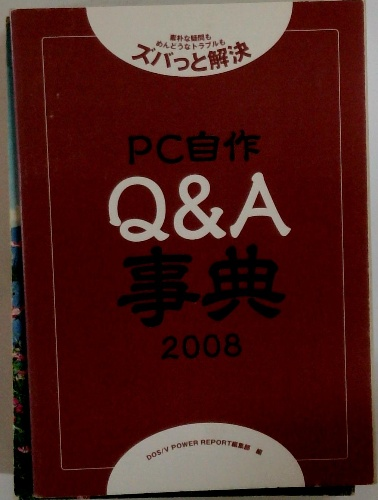 素朴な疑問も
めんどうなトラブルも
ズバっと解決
PC自作
Q&A
事典
2008
DOS/V POWER REPORT編集部 編